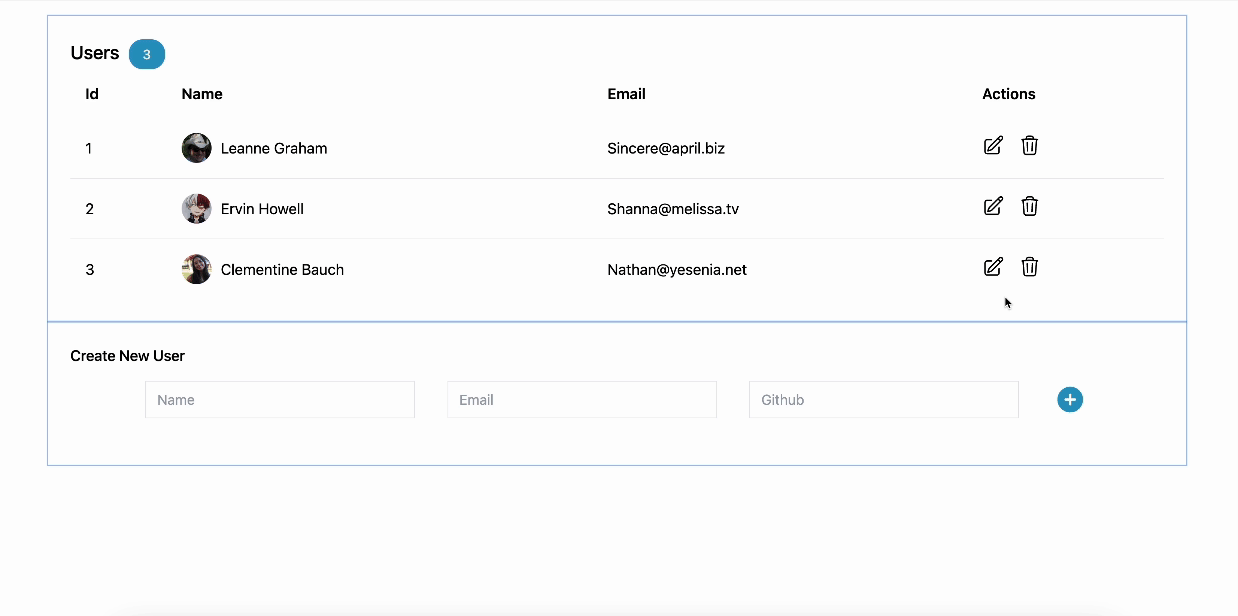 Users 3
Id Name Email Actions
1 Leanne Graham Sincere@april.biz
2 Ervin Howell Shanna@melissa.tv
3 Clementine Bauch Nathan@yesenia.net
Create New User
Name Email Github